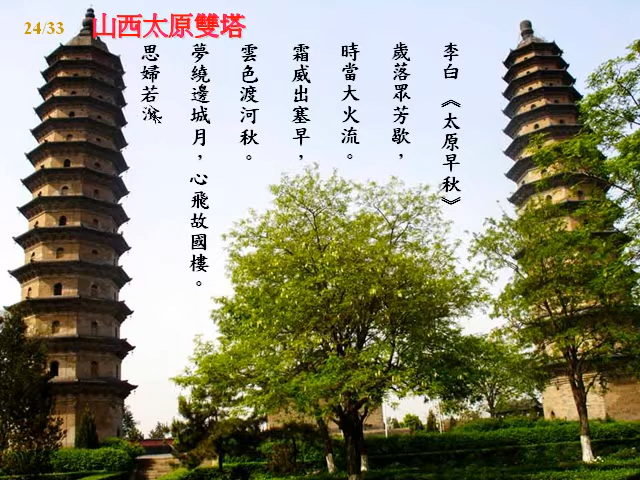 24/33
山西太原雙塔
李白 《太原早秋》
歲落眾芳歇，
時當大火流。
霜威出塞早，
雲色渡河秋。
夢繞邊城月，心飛故國樓。
思婦若